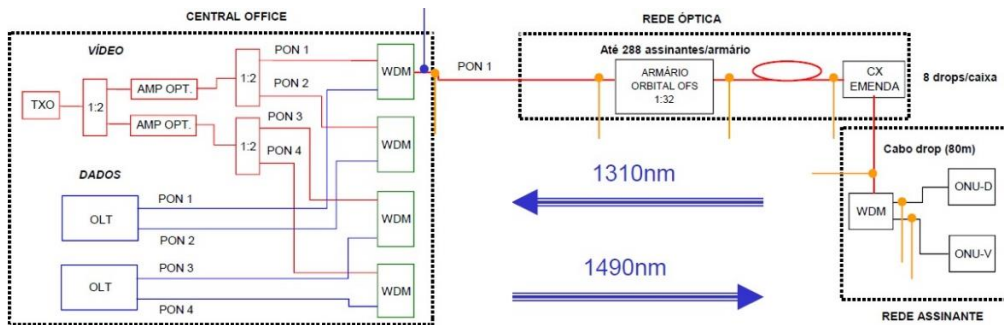 CENTRAL OFFICE
VÍDEO
TXO
1:2
AMP OPT.
AMP OPT.
1:2
1:2
PON 1
PON 2
PON 3
PON 4
WDM
WDM
WDM
WDM
DADOS
OLT
PON 1
PON 2
OLT
PON 3
PON 4
PON 1
REDE ÓPTICA
Até 288 assinantes/armário
ARMÁRIO
ORBITAL OFS
1:32
CX
EMENDA
8 drops/caixa
1310nm
1490nm
Cabo drop (80m)
WDM
ONU-D
ONU-V
REDE ASSINANTE